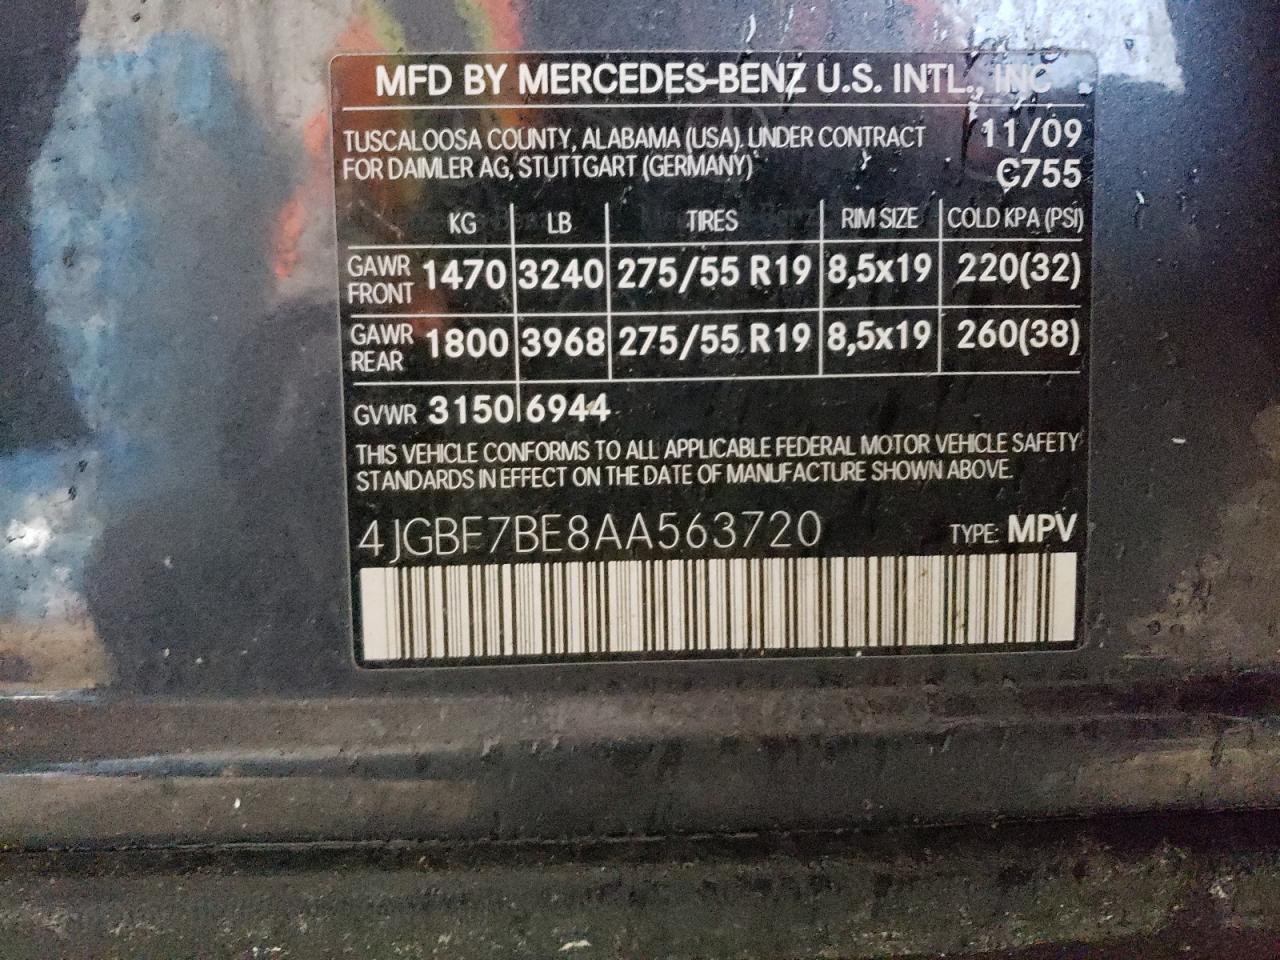 MFD BY MERCEDES-BENZ U.S. INTL., INC.
TUSCALOOSA COUNTY, ALABAMA (USA). UNDER CONTRACT 11/09
FOR DAIMLER AG, STUTTGART (GERMANY) C755
KG LB TIRES RIM SIZE COLD KPA (PSI)
GAWR FRONT 1470 3240 275/55 R19 8,5x19 220(32)
GAWR REAR 1800 3968 275/55 R19 8,5x19 260(38)
GVWR 3150 6944
THIS VEHICLE CONFORMS TO ALL APPLICABLE FEDERAL MOTOR VEHICLE SAFETY
STANDARDS IN EFFECT ON THE DATE OF MANUFACTURE SHOWN ABOVE.
4JGBF7BE8AA563720 TYPE: MPV